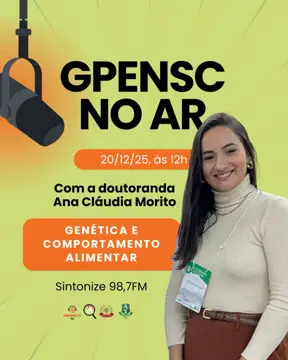 GPENSC
NO AR
20/12/25, às 12h
Com a doutoranda
Ana Cláudia Morito
GENÉTICA E
COMPORTAMENTO
ALIMENTAR
Sintonize 98,7FM